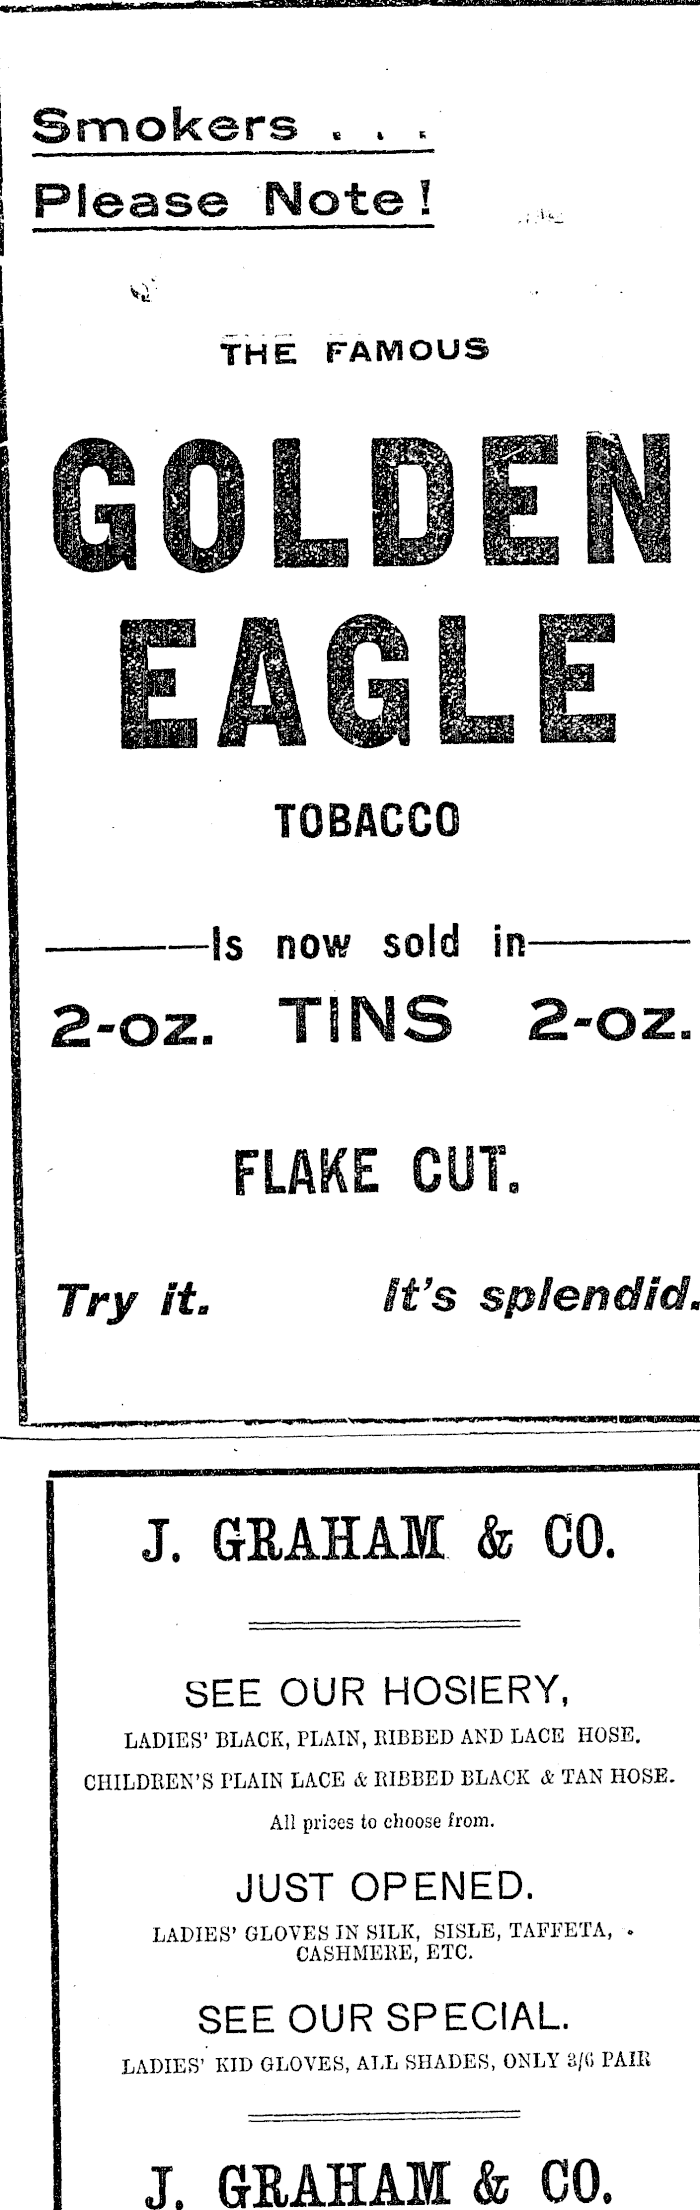 Smokers . . .
Please Note!
THE FAMOUS
GOLDEN
EAGLE
TOBACCO
Is now sold in
2-oz. TINS 2-oz.
FLAKE CUT.
Try it. It's splendid.
J. GRAHAM & CO.
SEE OUR HOSIERY,
LADIES' BLACK, PLAIN, RIBBED AND LACE HOSE.
CHILDREN'S PLAIN LACE & RIBBED BLACK & TAN HOSE.
All prices to choose from.
JUST OPENED.
LADIES' GLOVES IN SILK, SISLE, TAFFETA,
CASHMERE, ETC.
SEE OUR SPECIAL.
LADIES' KID GLOVES, ALL SHADES, ONLY 3/6 PAIR
J. GRAHAM & CO.